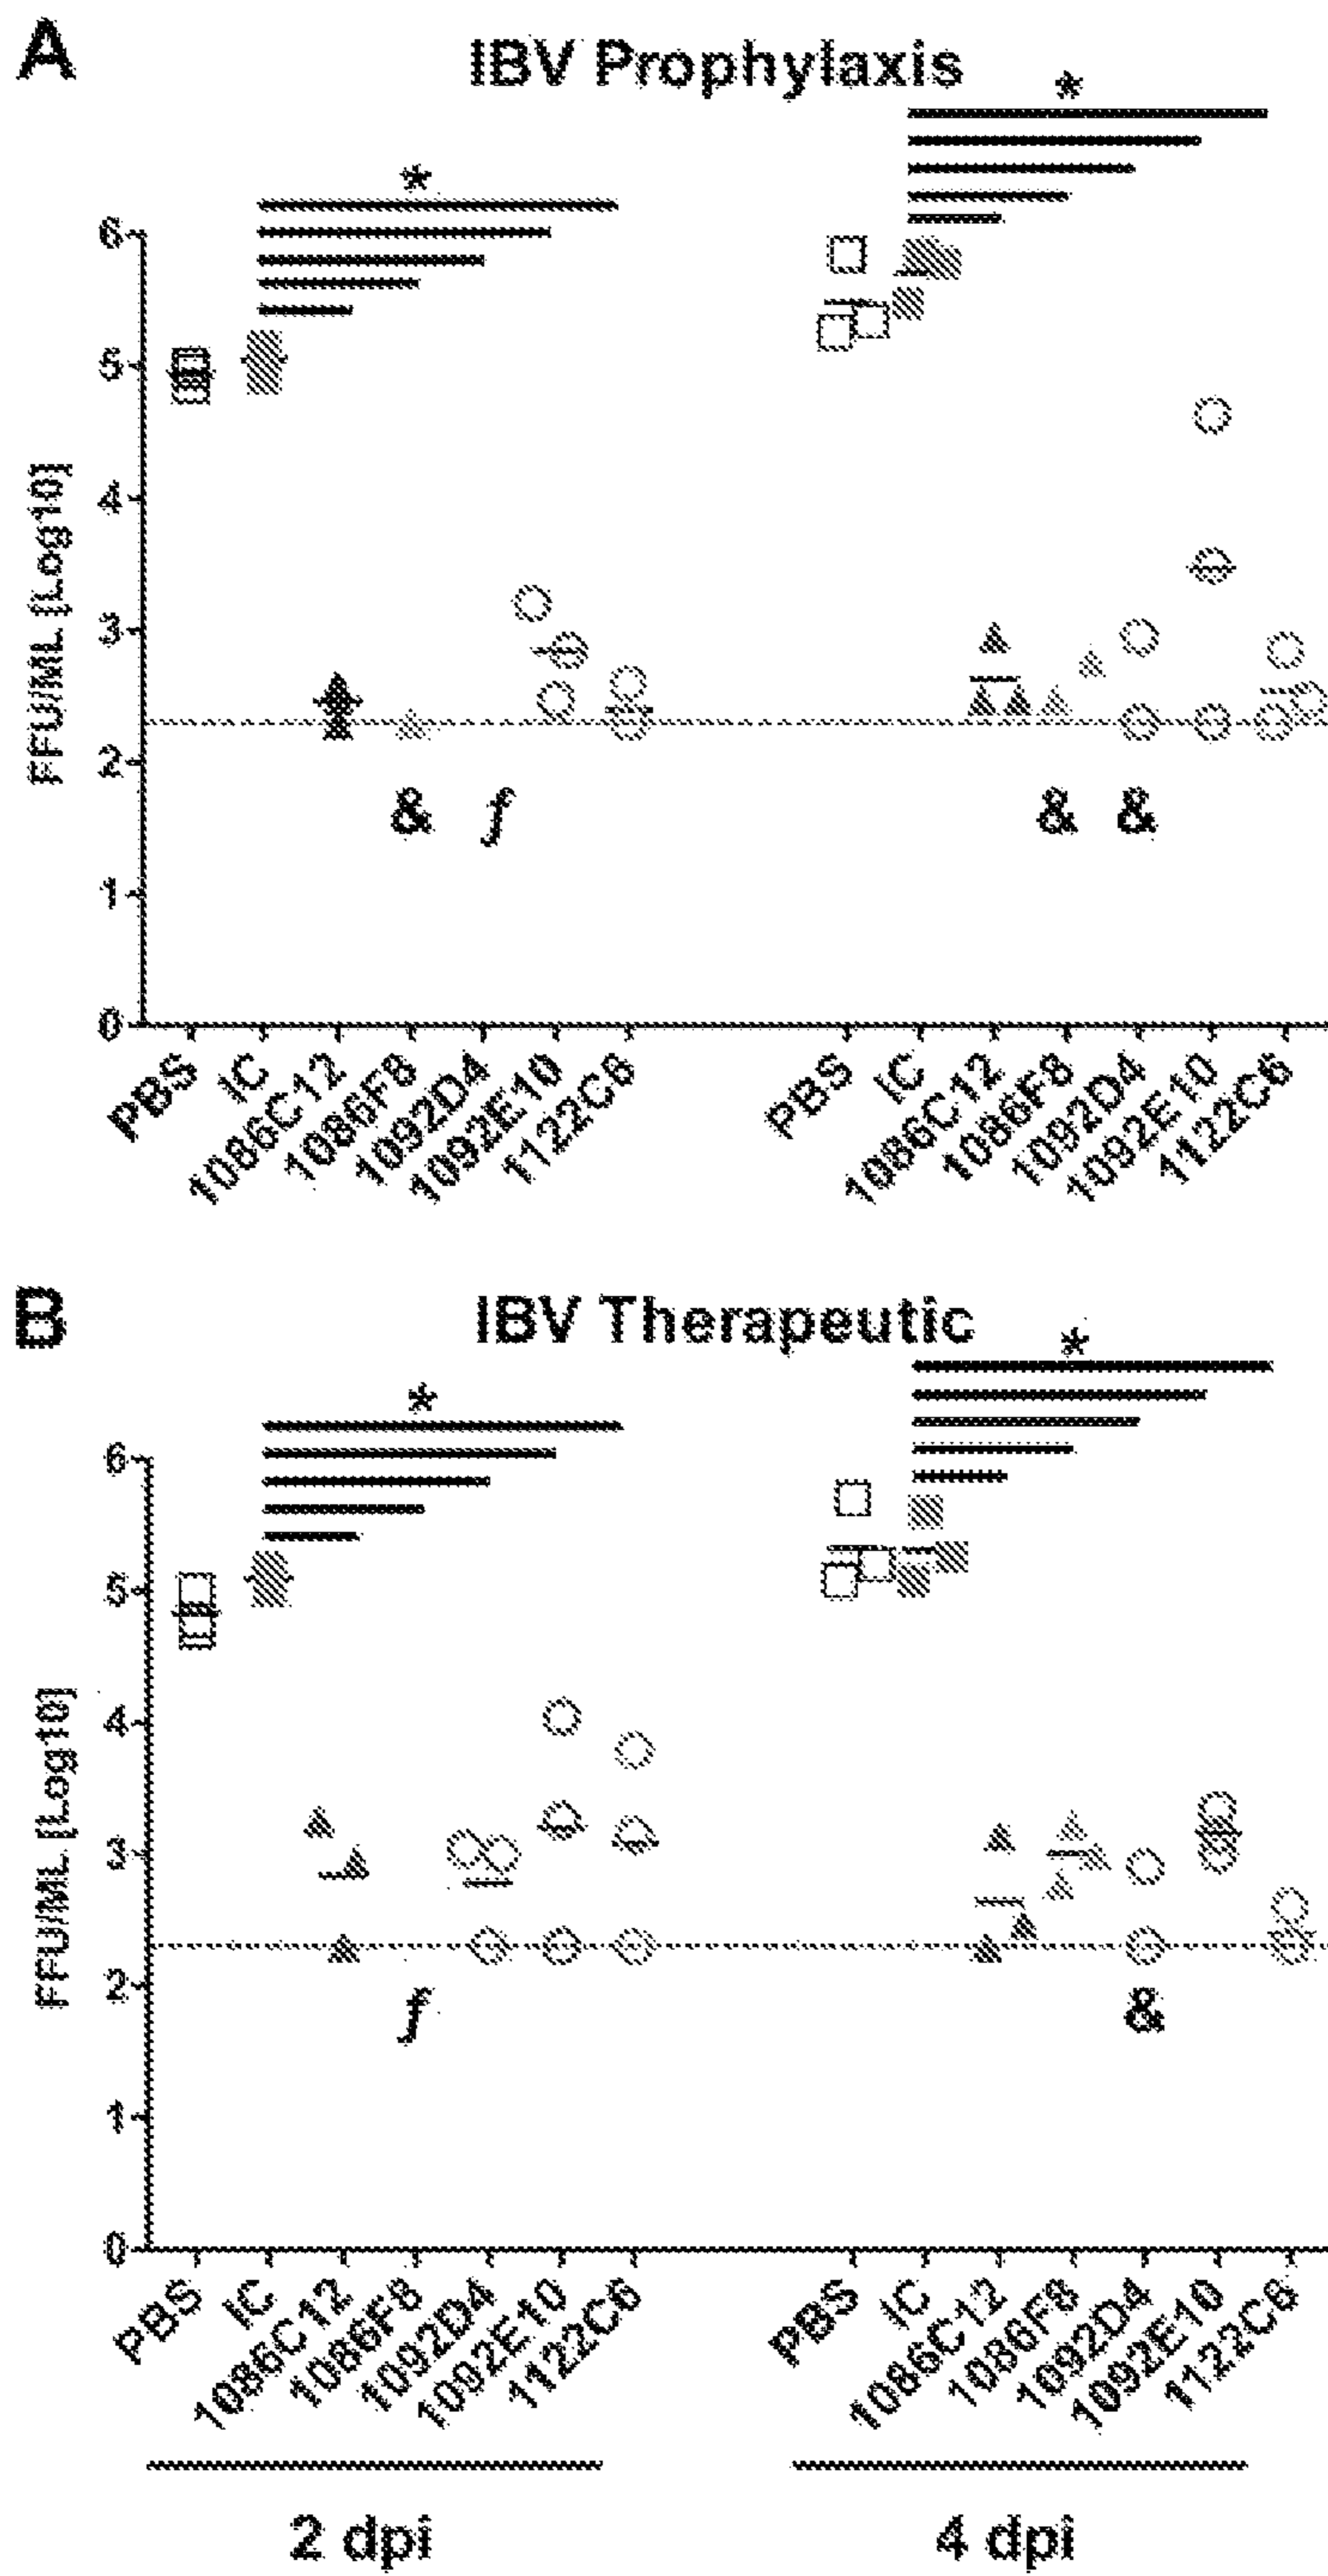 A
IBV Prophylaxis
*
*
6
5
4
3
2
1
0
FFU/ML [Log10]
& ƒ & &
PBS IC 1086C12 1086F8 1092D4 1092E10 1122C6
PBS IC 1086C12 1086F8 1092D4 1092E10 1122C6
B
IBV Therapeutic
*
*
6
5
4
3
2
1
0
FFU/ML [Log10]
ƒ &
PBS IC 1086C12 1086F8 1092D4 1092E10 1122C6
PBS IC 1086C12 1086F8 1092D4 1092E10 1122C6
2 dpi 4 dpi